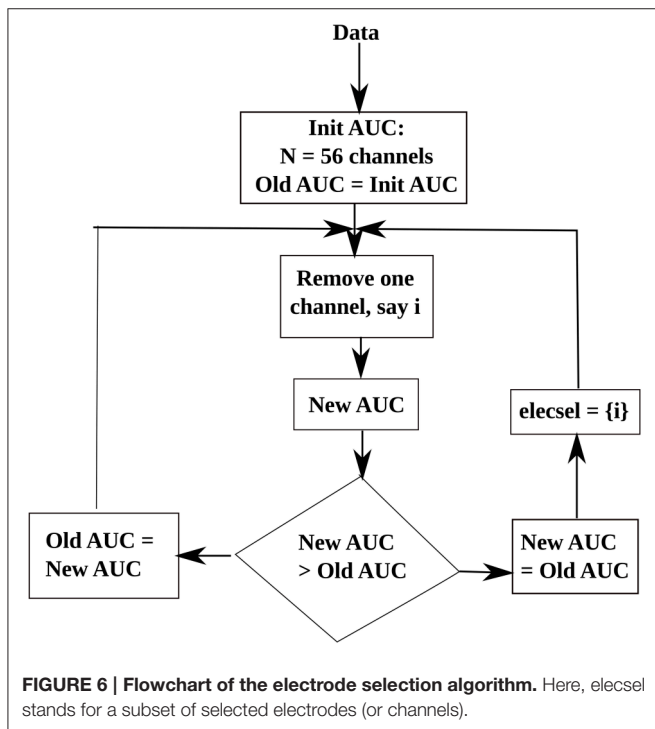 Data
Init AUC:
N = 56 channels
Old AUC = Init AUC
Remove one
channel, say i
New AUC
elecsel = {i}
Old AUC =
New AUC
New AUC
> Old AUC
New AUC
= Old AUC
FIGURE 6 | Flowchart of the electrode selection algorithm. Here, elecsel
stands for a subset of selected electrodes (or channels).